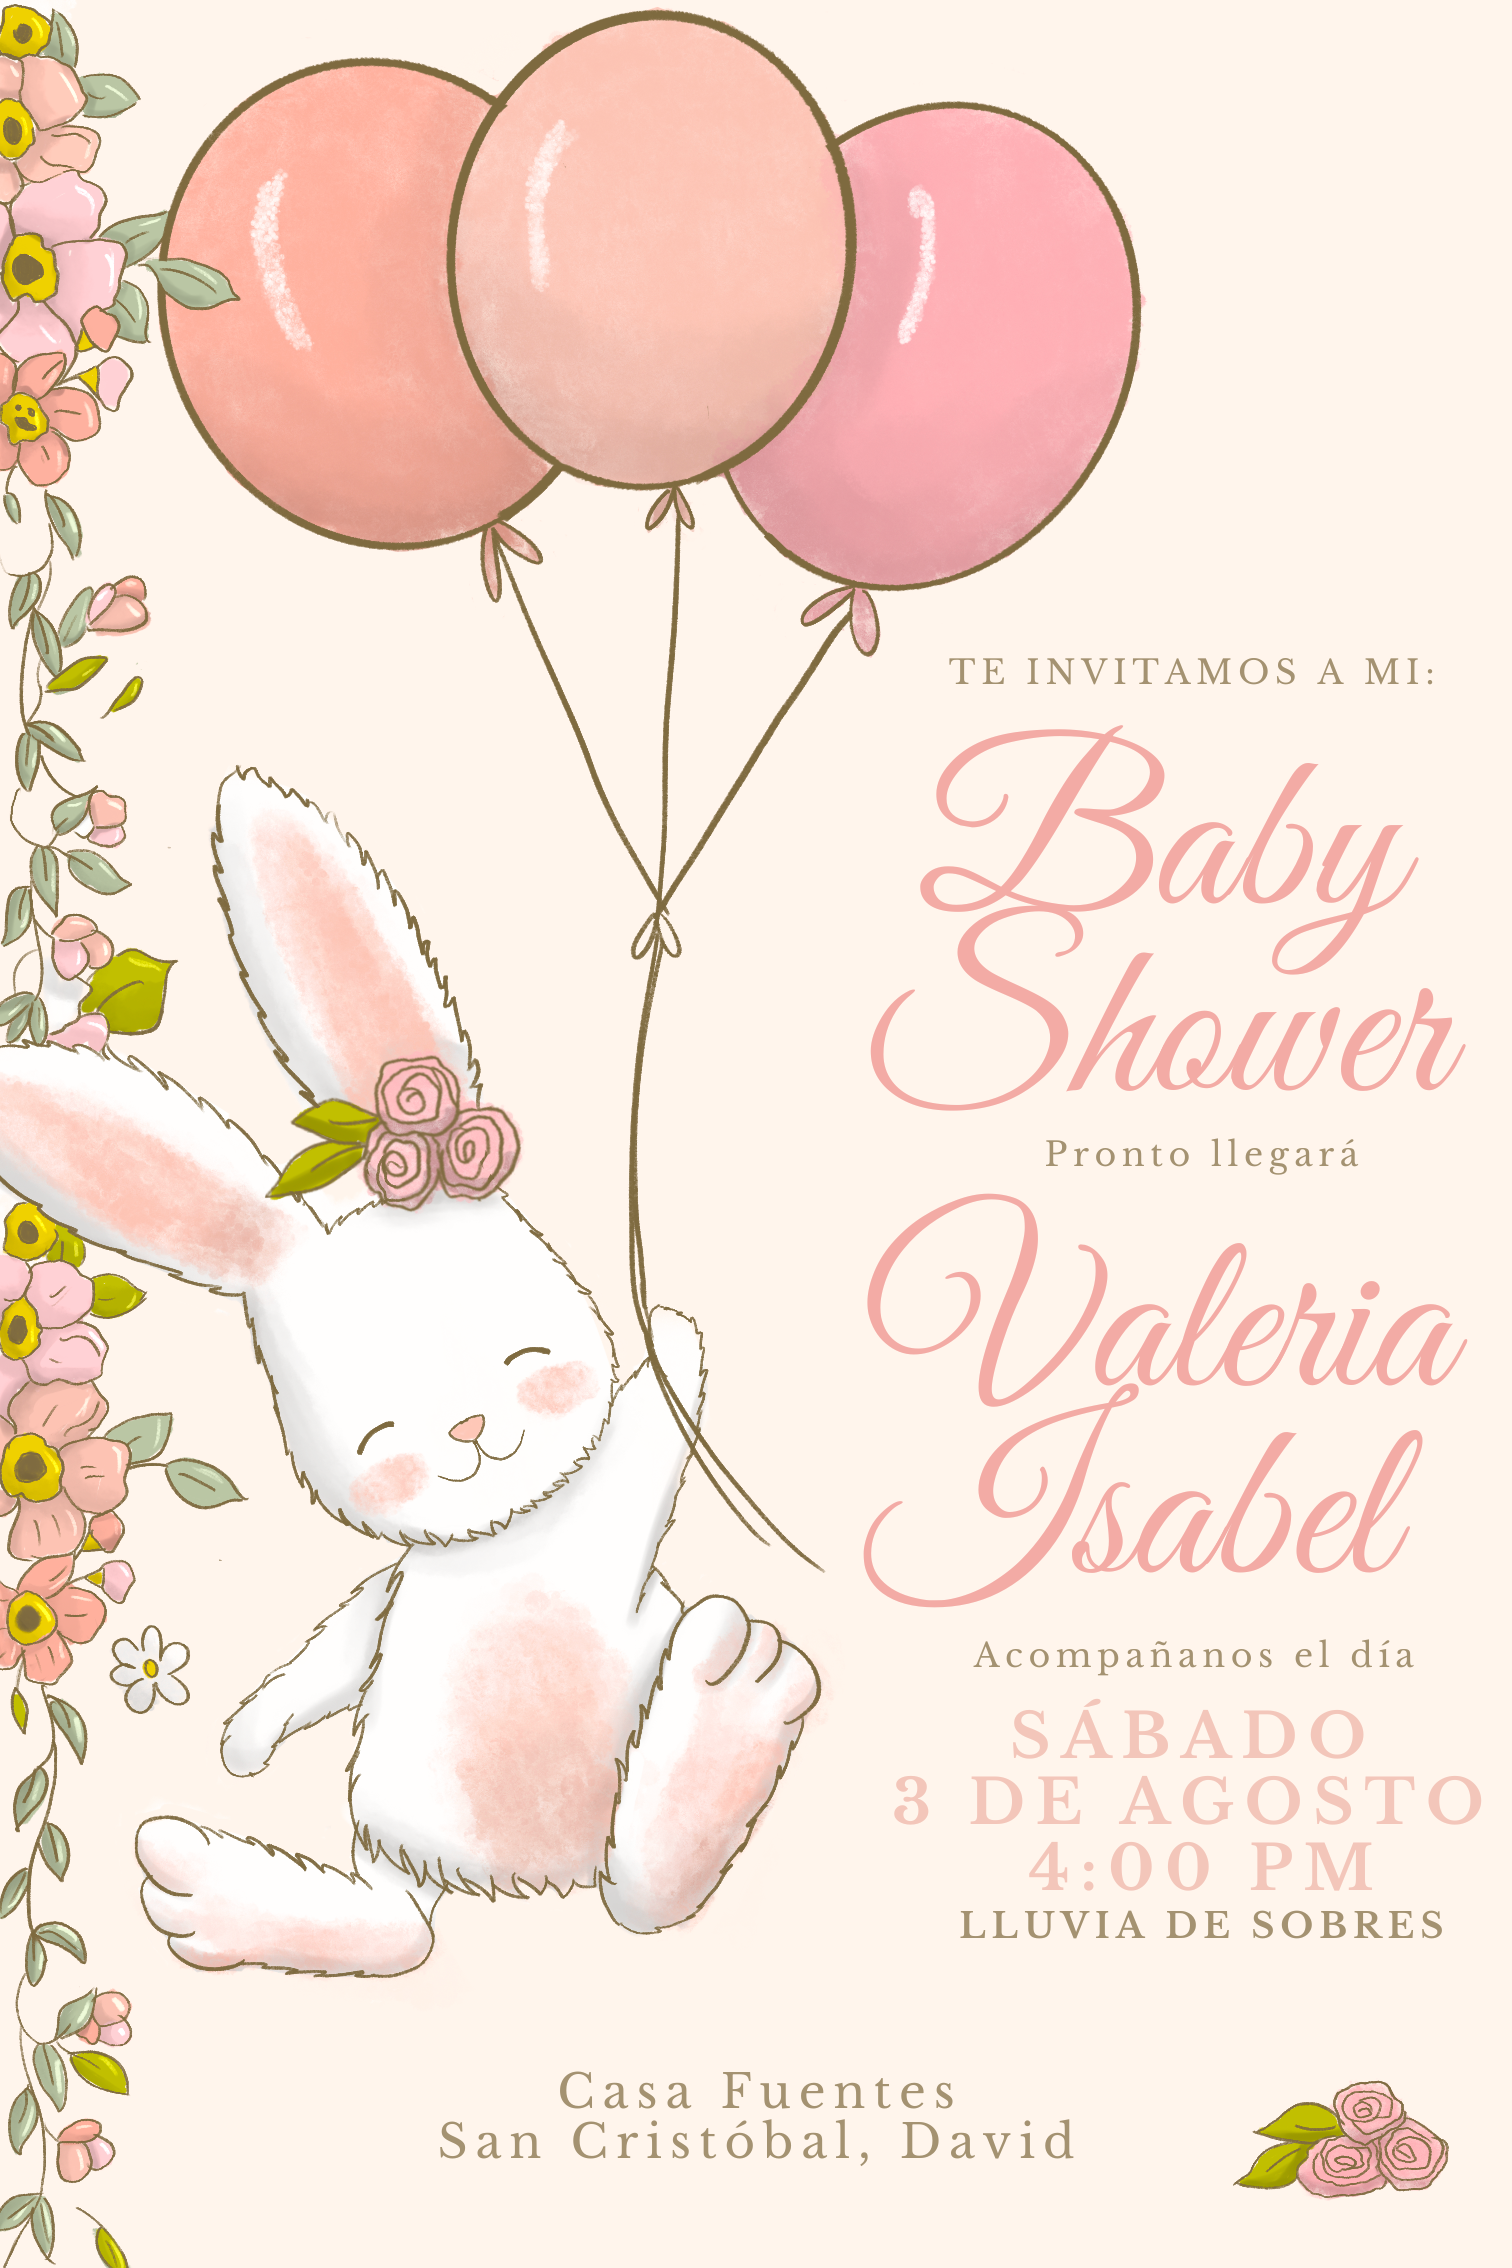 TE INVITAMOS A MI:
Baby
Shower
Pronto llegará
Valeria
Isabel
Acompañanos el día
SÁBADO
3 DE AGOSTO
4:00 PM
LLUVIA DE SOBRES
Casa Fuentes
San Cristóbal, David